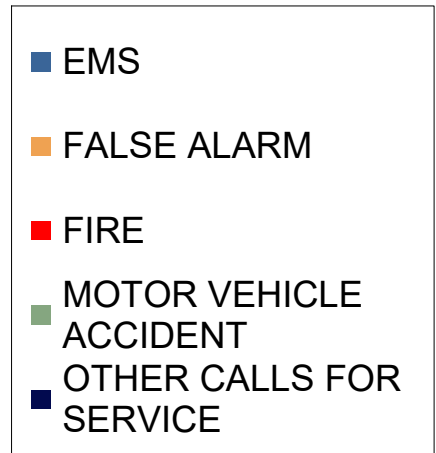 EMS
FALSE ALARM
FIRE
MOTOR VEHICLE
ACCIDENT
OTHER CALLS FOR
SERVICE